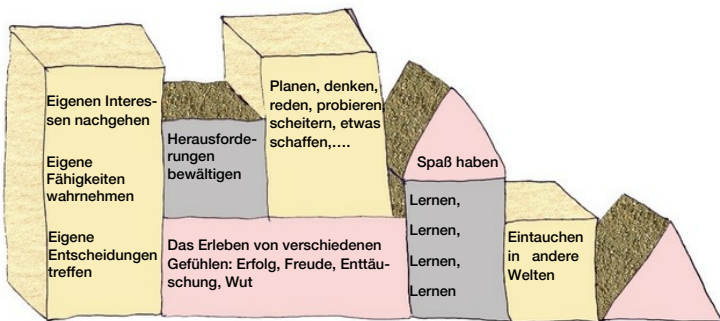 Eigenen Interes-
sen nachgehen
Eigene
Fähigkeiten
wahrnehmen
Eigene
Entscheidungen
treffen
Herausforde-
rungen
bewältigen
Planen, denken,
reden, probieren,
scheitern, etwas
schaffen,....
Das Erleben von verschiedenen
Gefühlen: Erfolg, Freude, Enttäu-
schung, Wut
Spaß haben
Lernen,
Lernen,
Lernen,
Lernen
Eintauchen
in andere
Welten